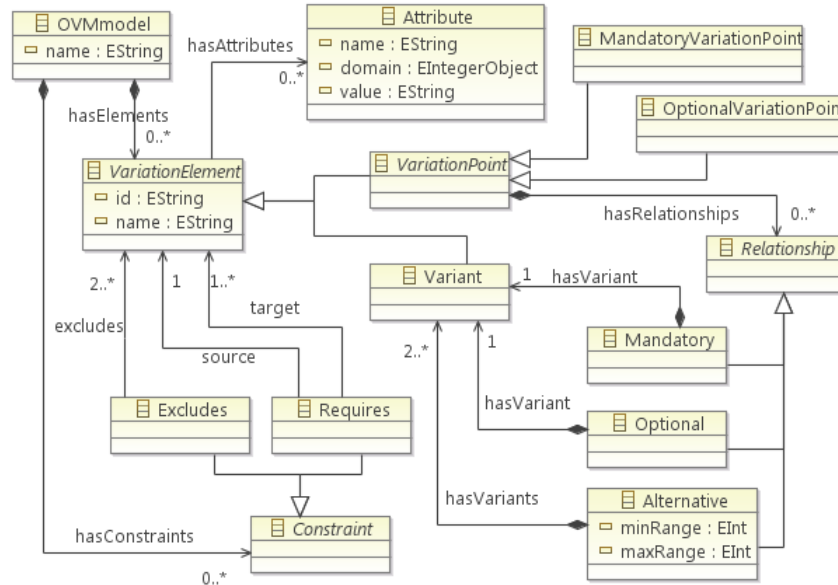 OVMmodel
name : EString
hasAttributes
0..*
Attribute
name : EString
domain : EIntegerObject
value : EString
MandatoryVariationPoint
OptionalVariationPoin
hasElements
0..*
VariationElement
id : EString
name : EString
VariationPoint
hasRelationships
0..*
Relationship
Variant
1
hasVariant
Mandatory
2..*
1
1..*
excludes
target
source
2..*
1
hasVariant
Optional
Excludes
Requires
hasVariants
Alternative
minRange : EInt
maxRange : EInt
hasConstraints
0..*
Constraint